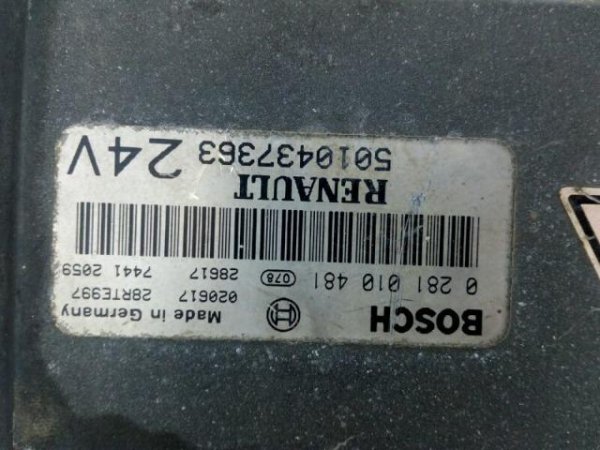 BOSCH Made in Germany
020617 28RTE997
0 281 010 481 078 28617 7441 2059
RENAULT
5010437363 24V